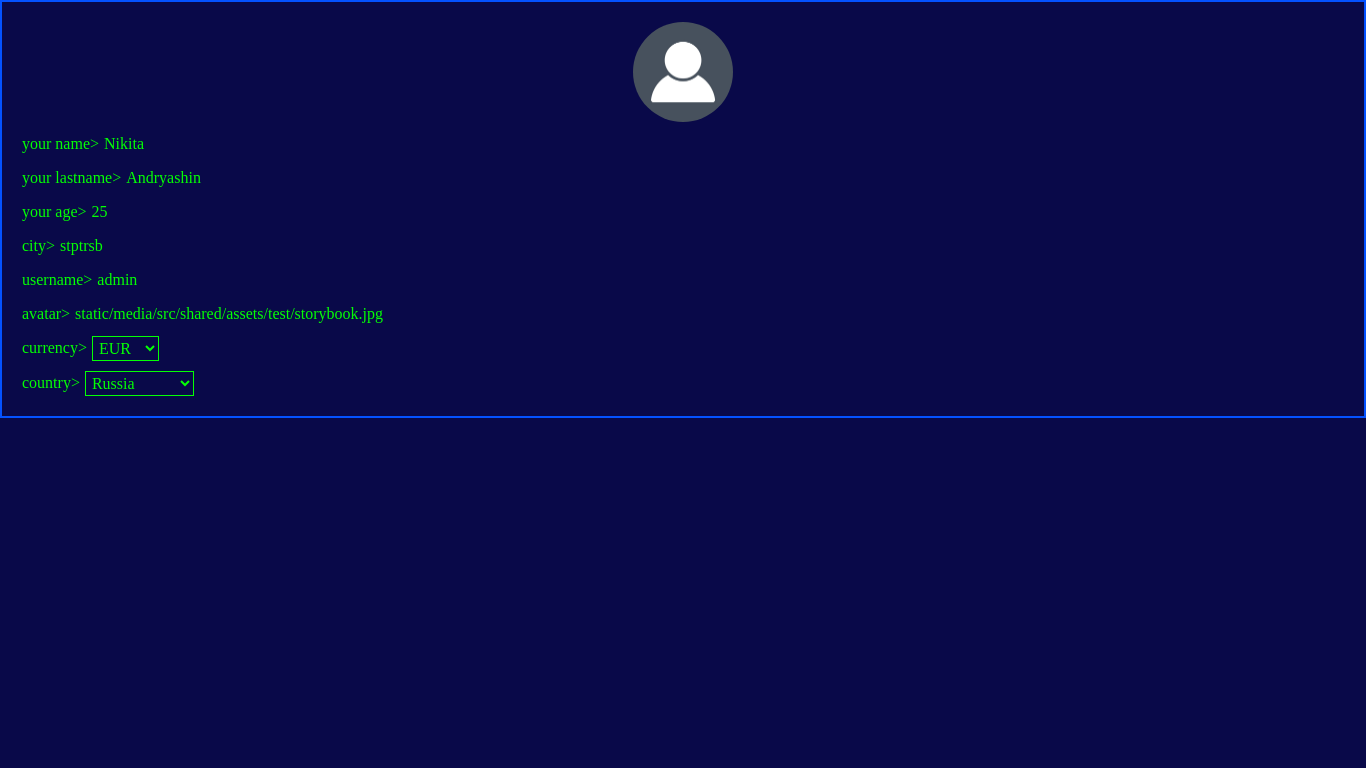 your name> Nikita
your lastname> Andryashin
your age> 25
city> stptrsb
username> admin
avatar> static/media/src/shared/assets/test/storybook.jpg
currency> EUR
country> Russia